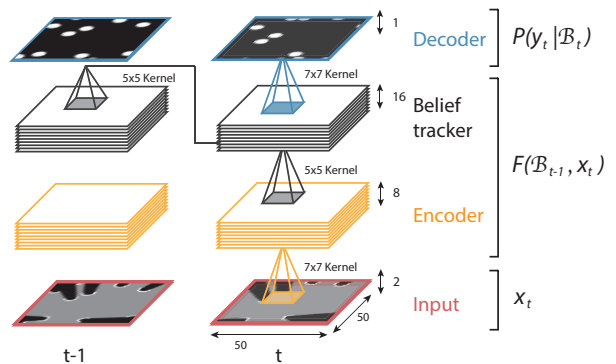 1
Decoder
P(y_t | ℬ_t)
5x5 Kernel
7x7 Kernel
16
Belief
tracker
F(ℬ_{t-1}, x_t)
5x5 Kernel
8
Encoder
7x7 Kernel
2
Input
x_t
50
50
t-1
t